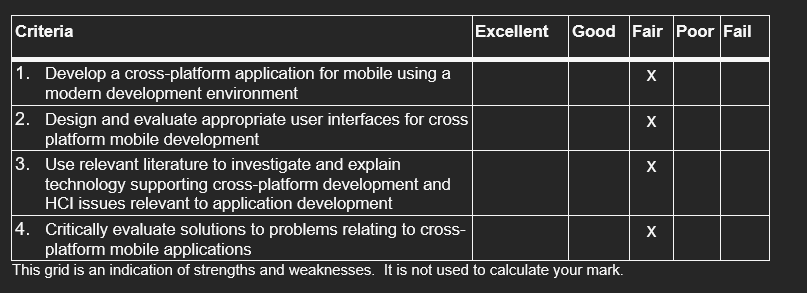 Criteria Excellent Good Fair Poor Fail
1. Develop a cross-platform application for mobile using a X
modern development environment
2. Design and evaluate appropriate user interfaces for cross X
platform mobile development
3. Use relevant literature to investigate and explain X
technology supporting cross-platform development and
HCI issues relevant to application development
4. Critically evaluate solutions to problems relating to cross- X
platform mobile applications
This grid is an indication of strengths and weaknesses. It is not used to calculate your mark.